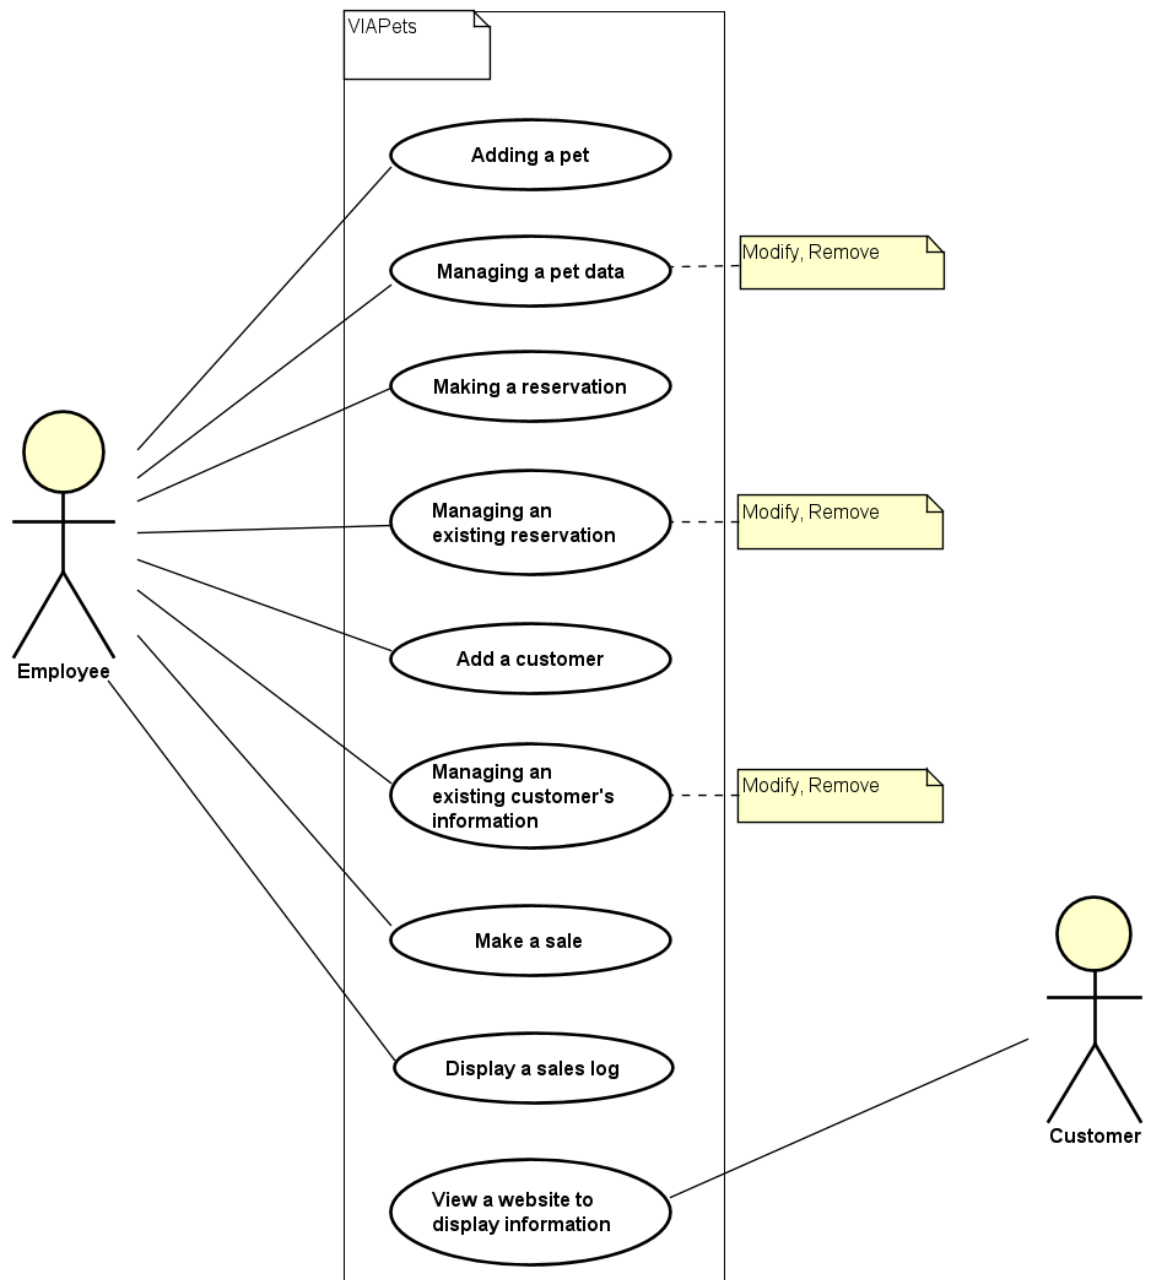 VIAPets
Adding a pet
Managing a pet data
Modify, Remove
Making a reservation
Managing an
existing reservation
Modify, Remove
Employee
Add a customer
Managing an
existing customer's
information
Modify, Remove
Make a sale
Display a sales log
Customer
View a website to
display information